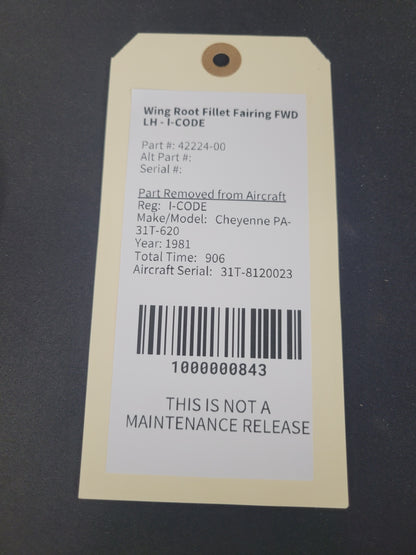 Wing Root Fillet Fairing FWD
LH - I-CODE
Part #: 42224-00
Alt Part #:
Serial #:
Part Removed from Aircraft
Reg: I-CODE
Make/Model: Cheyenne PA-
31T-620
Year: 1981
Total Time: 906
Aircraft Serial: 31T-8120023
1000000843
THIS IS NOT A
MAINTENANCE RELEASE